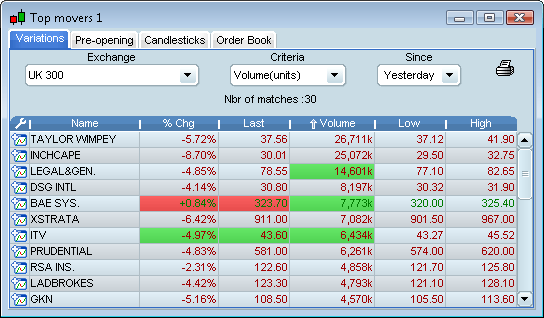 Top movers 1
Variations Pre-opening Candlesticks Order Book
Exchange Criteria Since
UK 300 Volume(units) Yesterday
Nbr of matches :30
Name % Chg Last ⇧ Volume Low High
TAYLOR WIMPEY -5.72% 37.56 26,711k 37.12 41.90
INCHCAPE -8.70% 30.01 25,072k 29.50 32.75
LEGAL&GEN. -4.85% 78.55 14,601k 77.10 82.65
DSG INTL -4.14% 30.80 8,197k 30.32 31.90
BAE SYS. +0.84% 323.70 7,773k 320.00 325.40
XSTRATA -6.42% 911.00 7,082k 901.50 967.00
ITV -4.97% 43.60 6,434k 43.27 45.52
PRUDENTIAL -4.83% 581.00 6,261k 574.00 620.00
RSA INS. -2.31% 122.60 4,858k 121.70 125.80
LADBROKES -4.42% 123.30 4,793k 121.10 128.10
GKN -5.16% 108.50 4,570k 105.50 113.60